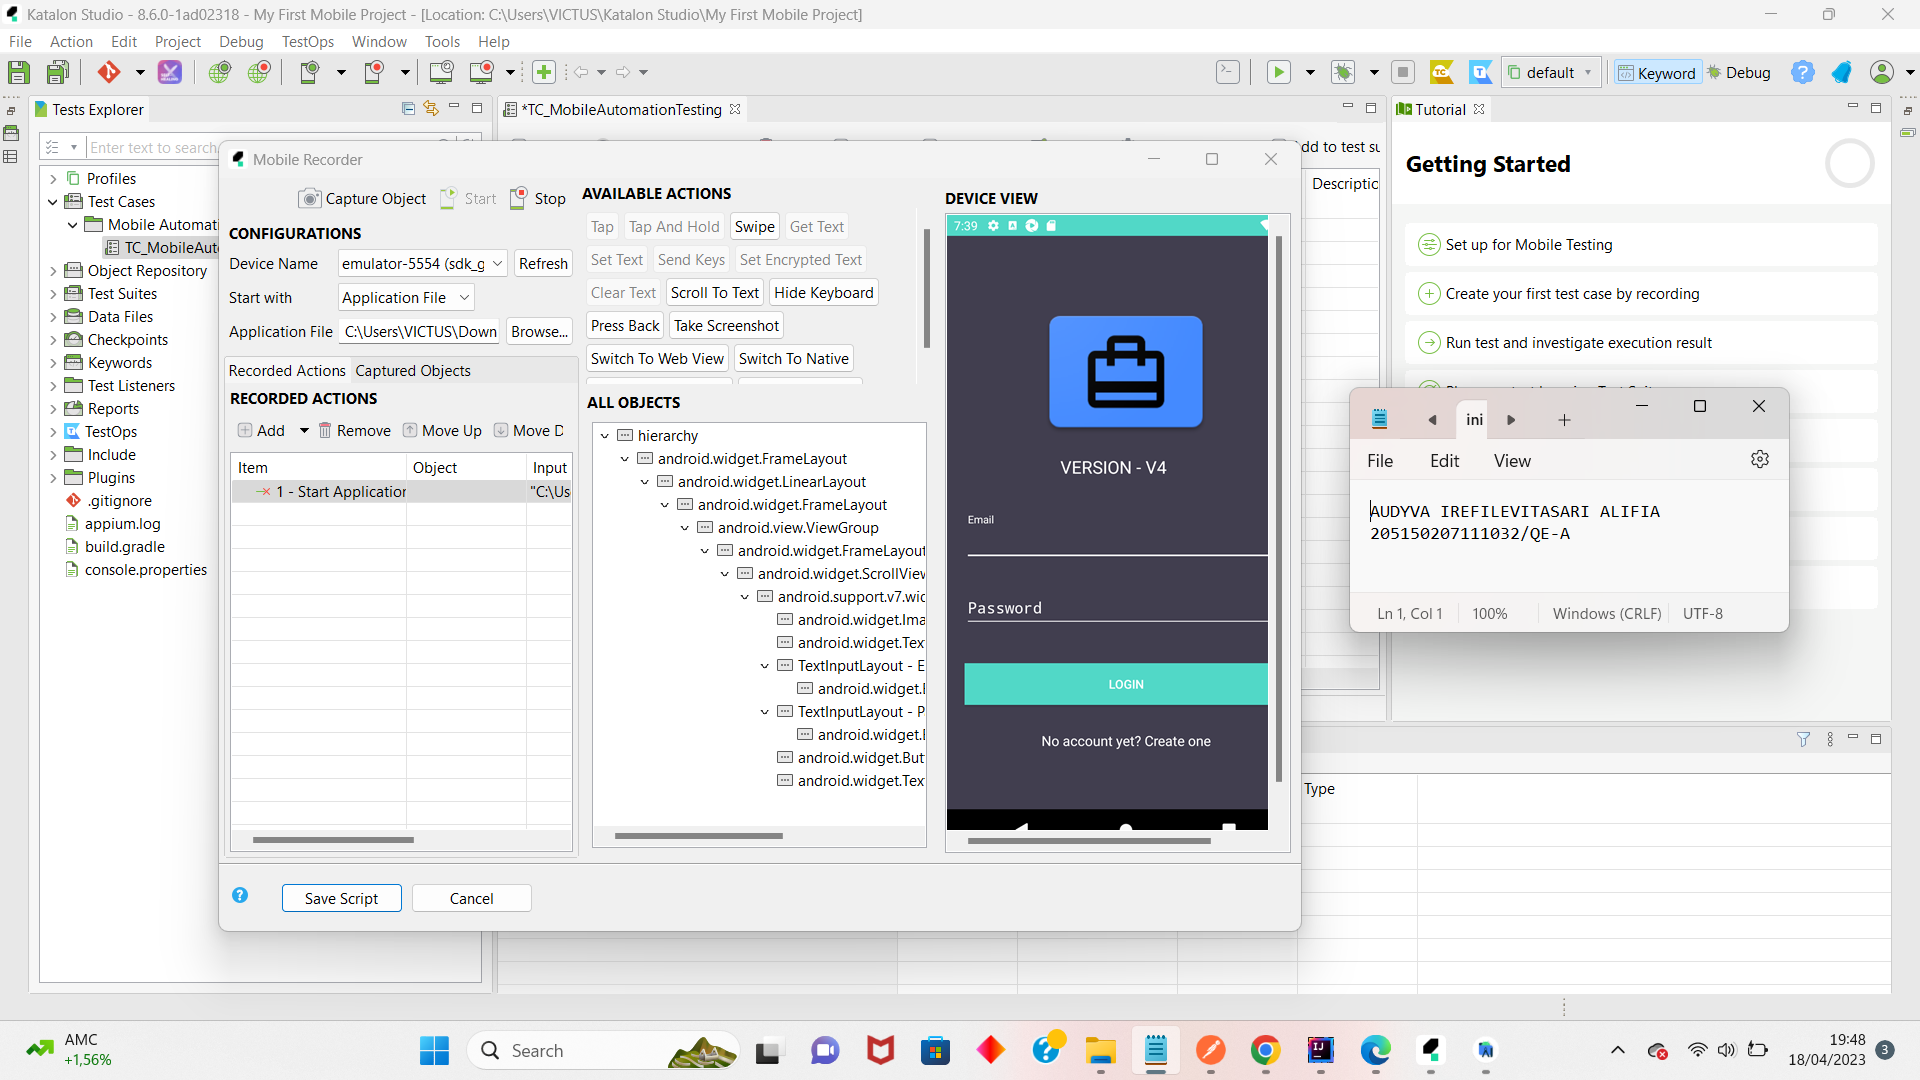 Katalon Studio - 8.6.0-1ad02318 - My First Mobile Project - [Location: C:\Users\VICTUS\Katalon Studio\My First Mobile Project]
File Action Edit Project Debug TestOps Window Tools Help
default Keyword Debug
Tests Explorer
*TC_MobileAutomationTesting
Tutorial
Enter text to search
dd to test su
Getting Started
Descriptio
Profiles
Test Cases
Mobile Automati
TC_MobileAut
Object Repository
Test Suites
Data Files
Checkpoints
Keywords
Test Listeners
Reports
TestOps
Include
Plugins
.gitignore
appium.log
build.gradle
console.properties
Mobile Recorder
Capture Object Start Stop
CONFIGURATIONS
Device Name emulator-5554 (sdk_g Refresh
Start with Application File
Application File C:\Users\VICTUS\Down Browse...
Recorded Actions Captured Objects
RECORDED ACTIONS
Add Remove Move Up Move D
Item Object Input
1 - Start Application "C:\Us
AVAILABLE ACTIONS
Tap Tap And Hold Swipe Get Text
Set Text Send Keys Set Encrypted Text
Clear Text Scroll To Text Hide Keyboard
Press Back Take Screenshot
Switch To Web View Switch To Native
ALL OBJECTS
hierarchy
android.widget.FrameLayout
android.widget.LinearLayout
android.widget.FrameLayout
android.view.ViewGroup
android.widget.FrameLayout
android.widget.ScrollView
android.support.v7.wid
android.widget.Ima
android.widget.Tex
TextInputLayout - E
android.widget.
TextInputLayout - P
android.widget.
android.widget.But
android.widget.Tex
DEVICE VIEW
7:39
VERSION - V4
Email
Password
LOGIN
No account yet? Create one
Save Script Cancel
Set up for Mobile Testing
Create your first test case by recording
Run test and investigate execution result
ini
File Edit View
AUDYVA IREFILEVITASARI ALIFIA
205150207111032/QE-A
Ln 1, Col 1 100% Windows (CRLF) UTF-8
Type
AMC
+1,56%
Search
19:48
18/04/2023
3